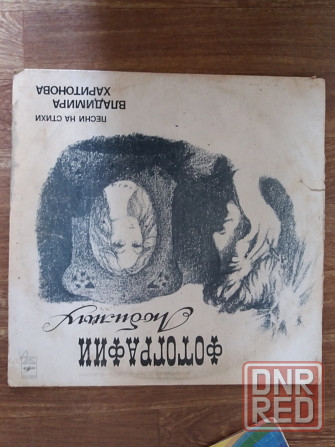 ФОТОГРАФИИ
Любимых
ПЕСНИ НА СТИХИ
ВЛАДИМИРА
ХАРИТОНОВА
DNR
RED